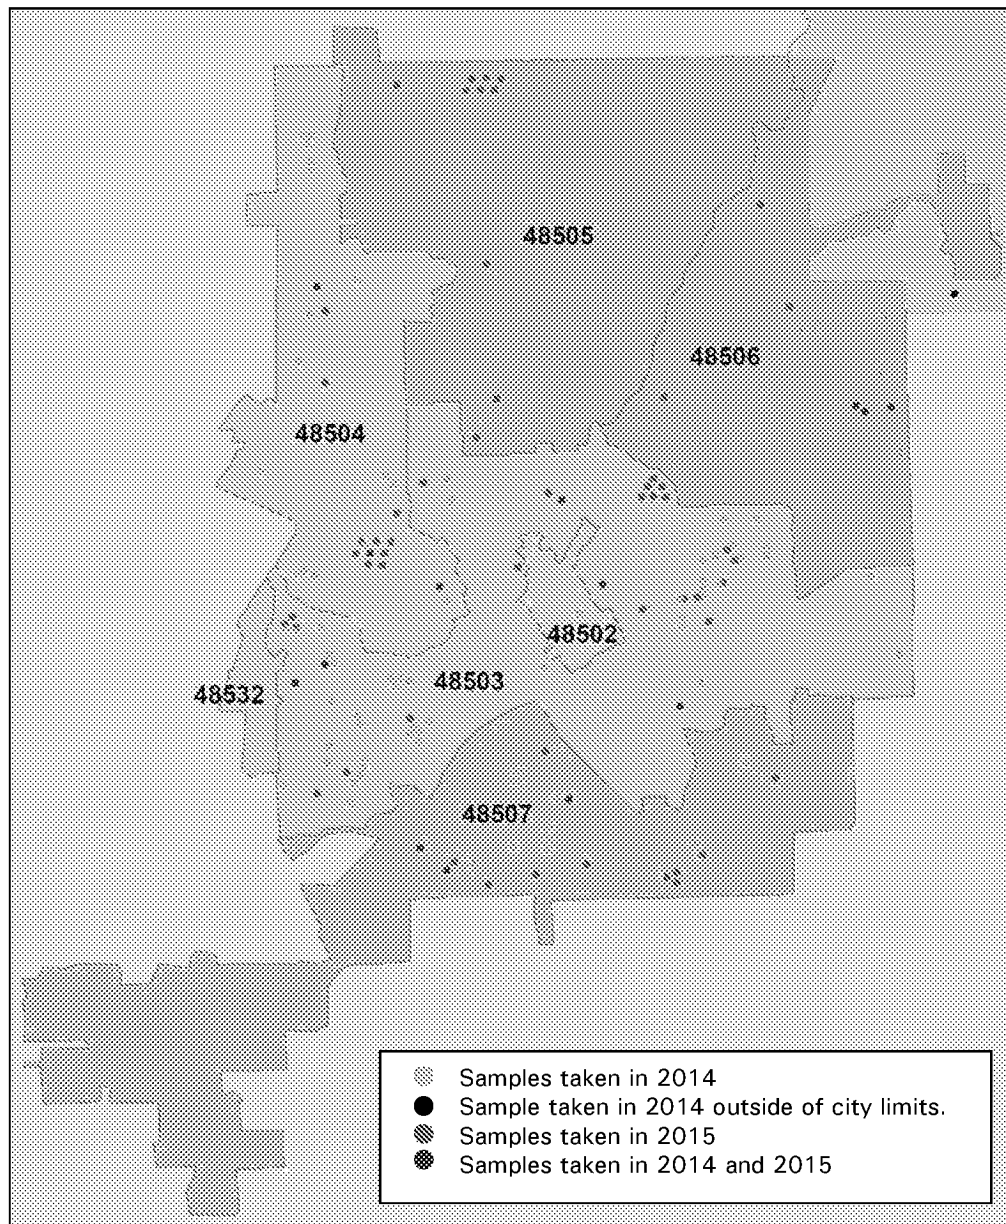 48505
48506
48504
48502
48503
48532
48507
Samples taken in 2014
Sample taken in 2014 outside of city limits.
Samples taken in 2015
Samples taken in 2014 and 2015